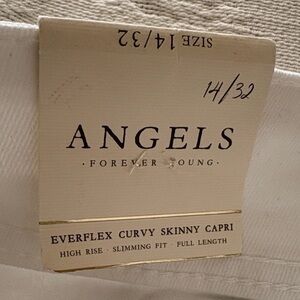 SIZE 14/32
14/32
ANGELS
· FOREVER YOUNG ·
EVERFLEX CURVY SKINNY CAPRI
HIGH RISE · SLIMMING FIT · FULL LENGTH